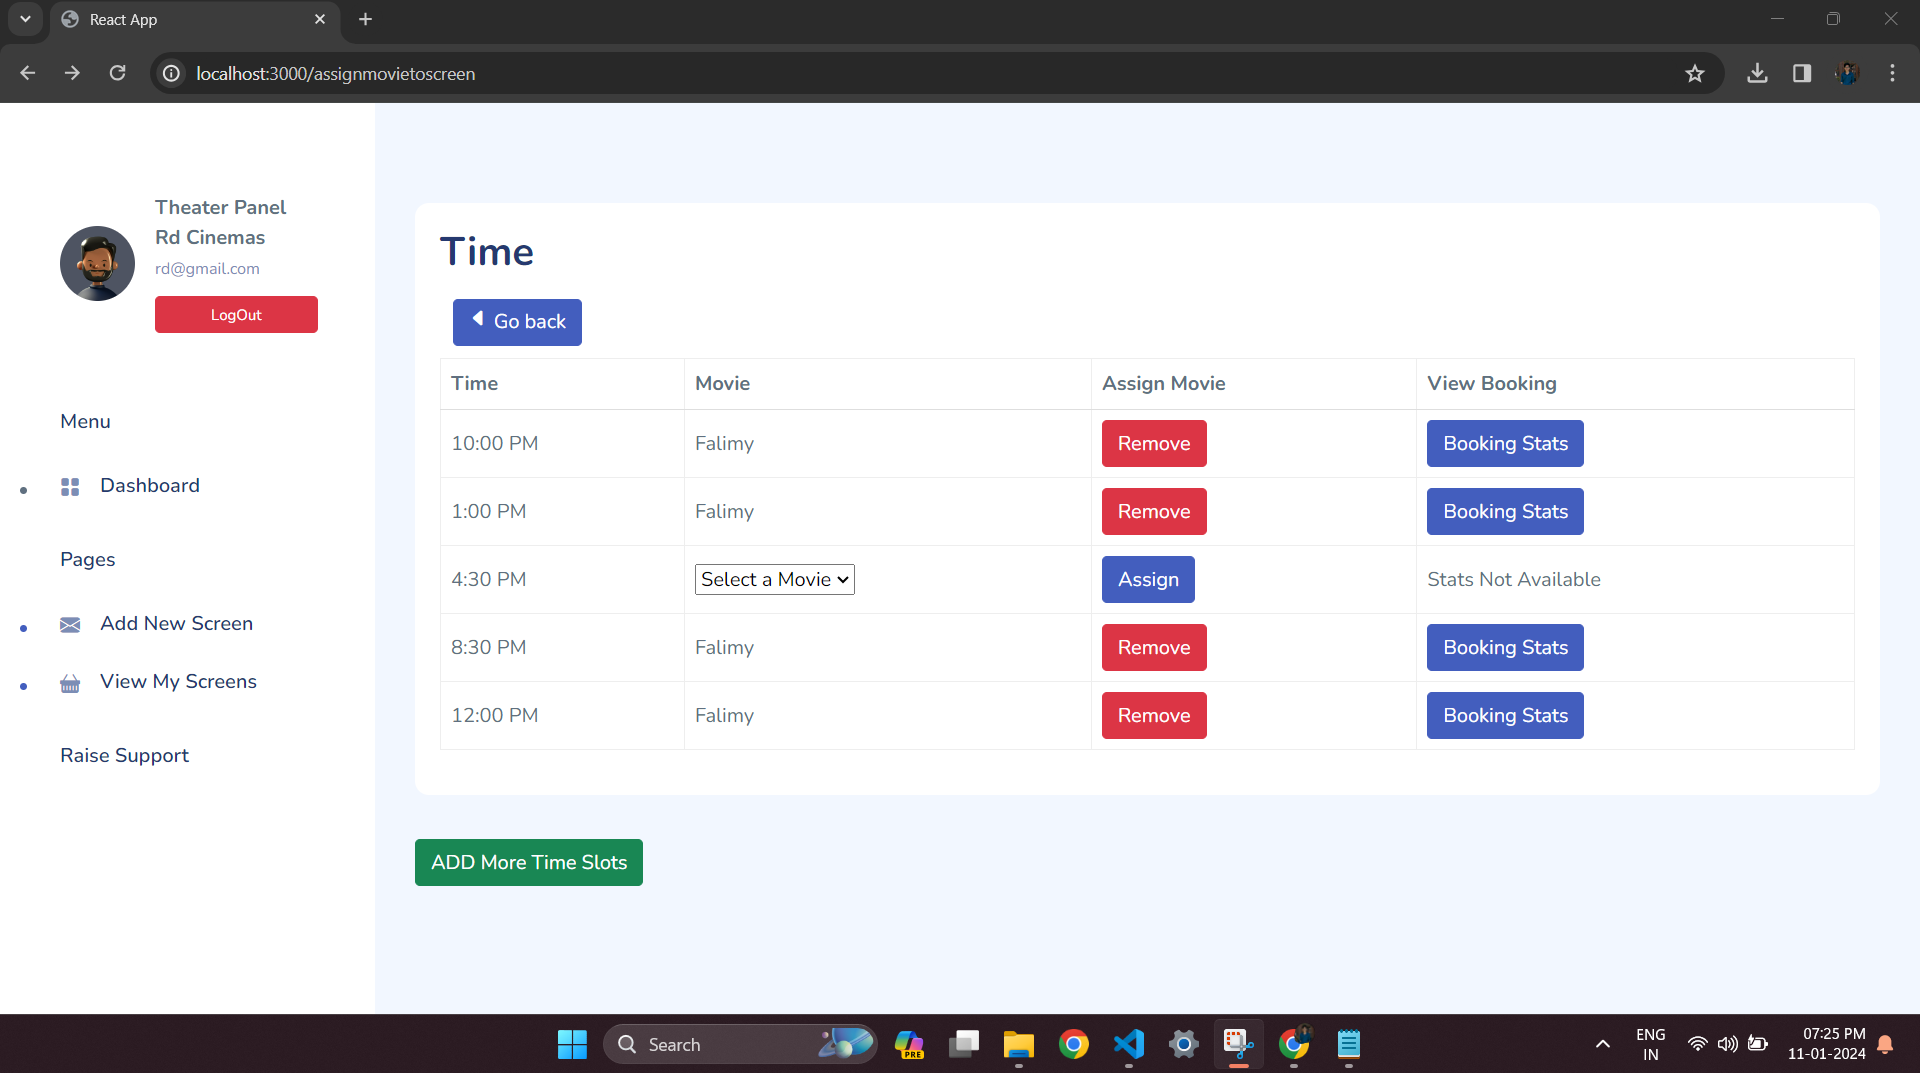 React App
localhost:3000/assignmovietoscreen
Theater Panel
Rd Cinemas
rd@gmail.com
LogOut
Menu
Dashboard
Pages
Add New Screen
View My Screens
Raise Support
Time
Go back
Time Movie Assign Movie View Booking
10:00 PM Falimy Remove Booking Stats
1:00 PM Falimy Remove Booking Stats
4:30 PM Select a Movie Assign Stats Not Available
8:30 PM Falimy Remove Booking Stats
12:00 PM Falimy Remove Booking Stats
ADD More Time Slots
Search
PRE
ENG
IN
07:25 PM
11-01-2024